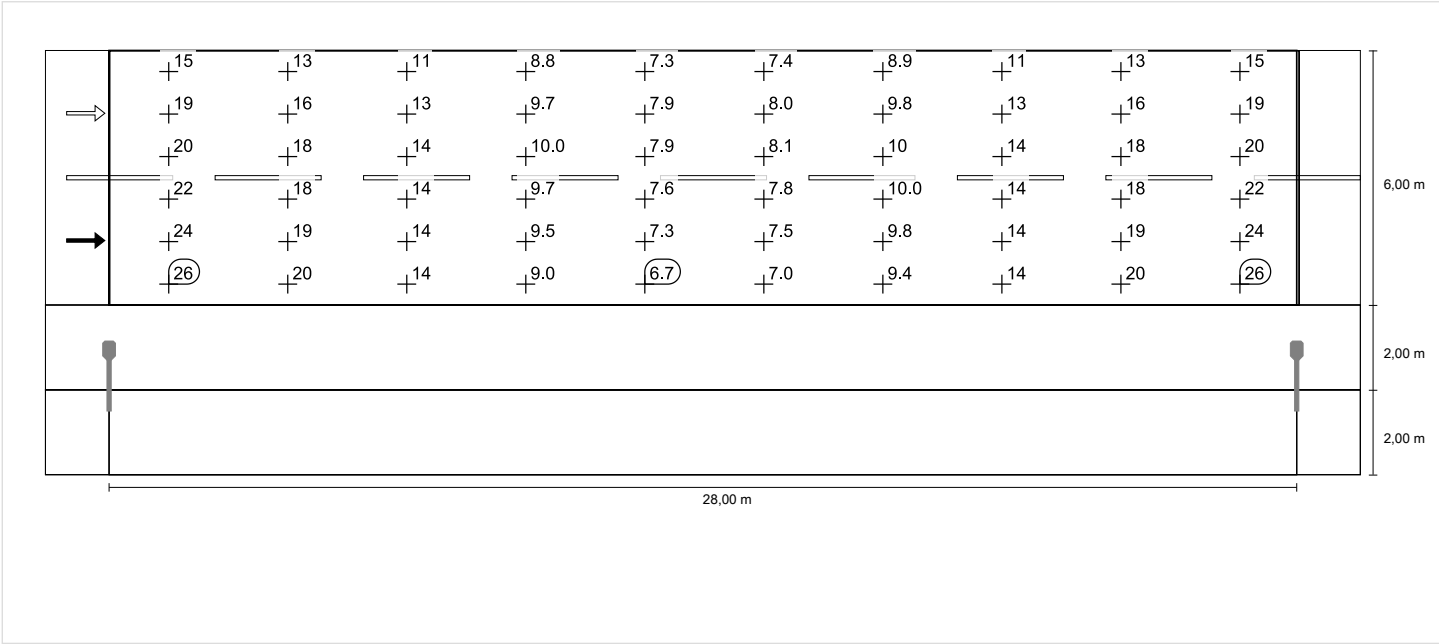 15 13 11 8.8 7.3 7.4 8.9 11 13 15
19 16 13 9.7 7.9 8.0 9.8 13 16 19
20 18 14 10.0 7.9 8.1 10 14 18 20
22 18 14 9.7 7.6 7.8 10.0 14 18 22
6,00 m
24 19 14 9.5 7.3 7.5 9.8 14 19 24
26 20 14 9.0 6.7 7.0 9.4 14 20 26
2,00 m
2,00 m
28,00 m